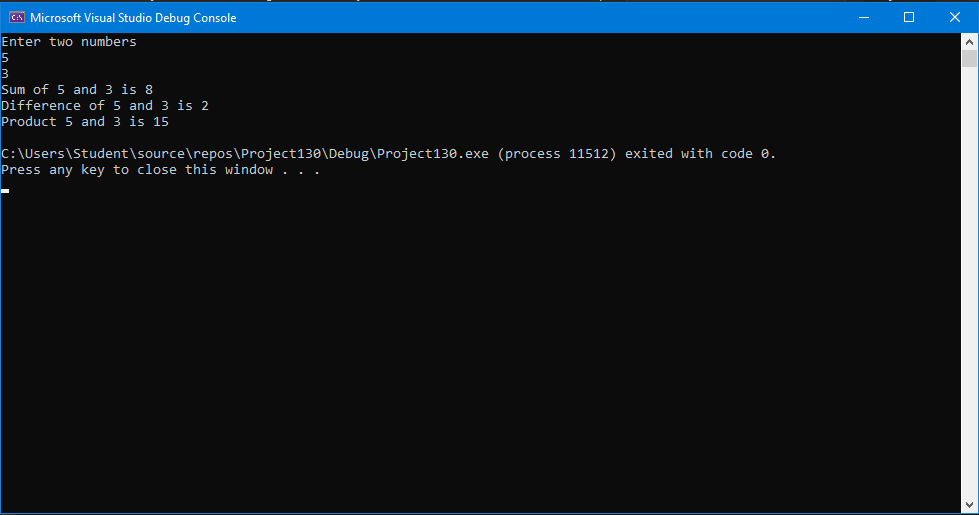 Microsoft Visual Studio Debug Console
Enter two numbers
5
3
Sum of 5 and 3 is 8
Difference of 5 and 3 is 2
Product 5 and 3 is 15
C:\Users\Student\source\repos\Project130\Debug\Project130.exe (process 11512) exited with code 0.
Press any key to close this window . . .